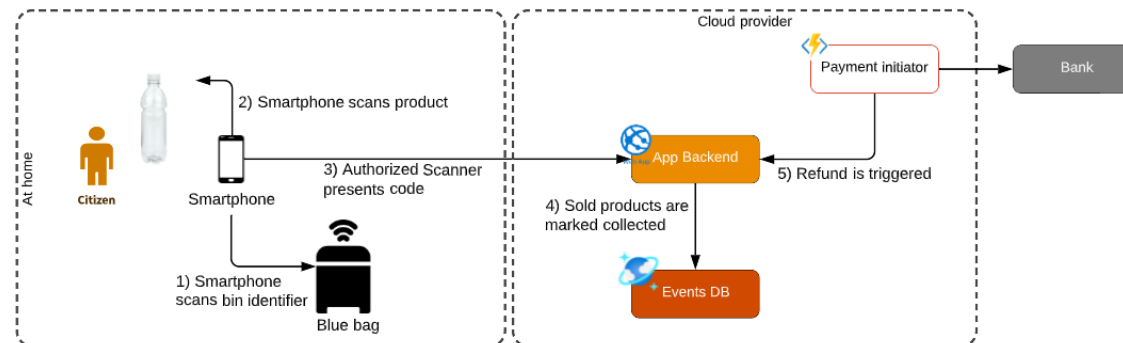 Cloud provider
Payment initiator
Bank
2) Smartphone scans product
App Backend
3) Authorized Scanner
presents code
5) Refund is triggered
At home
Citizen
Smartphone
4) Sold products are
marked collected
1) Smartphone
scans bin identifier
Events DB
Blue bag